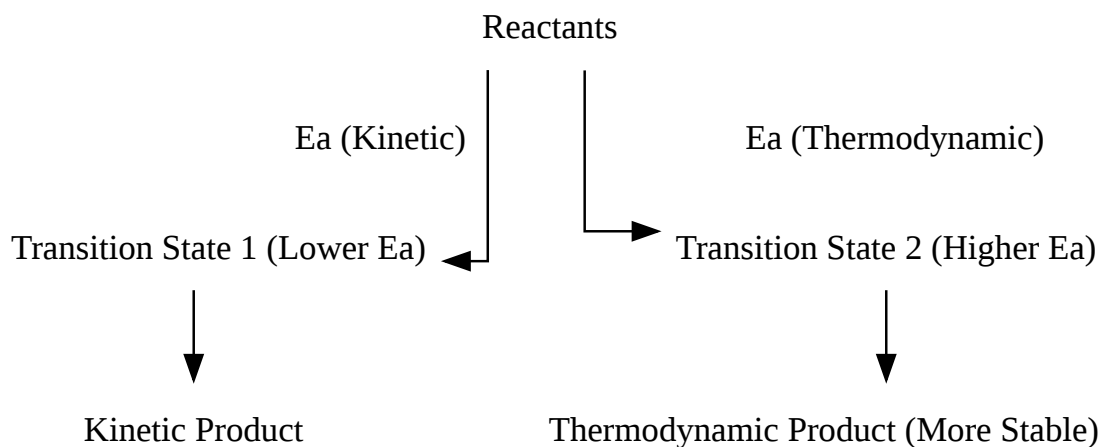 Reactants
Ea (Kinetic)
Ea (Thermodynamic)
Transition State 1 (Lower Ea)
Transition State 2 (Higher Ea)
Kinetic Product
Thermodynamic Product (More Stable)